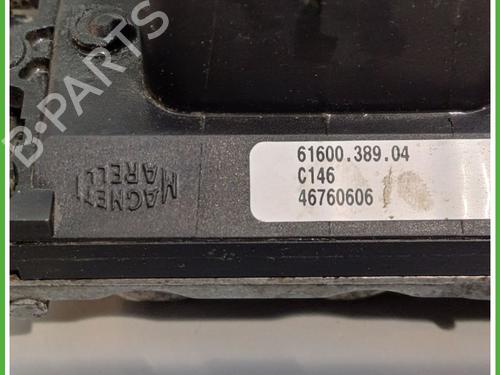 B-PARTS
MAGNETI
MARELLI
61600.389.04
C146
46760606